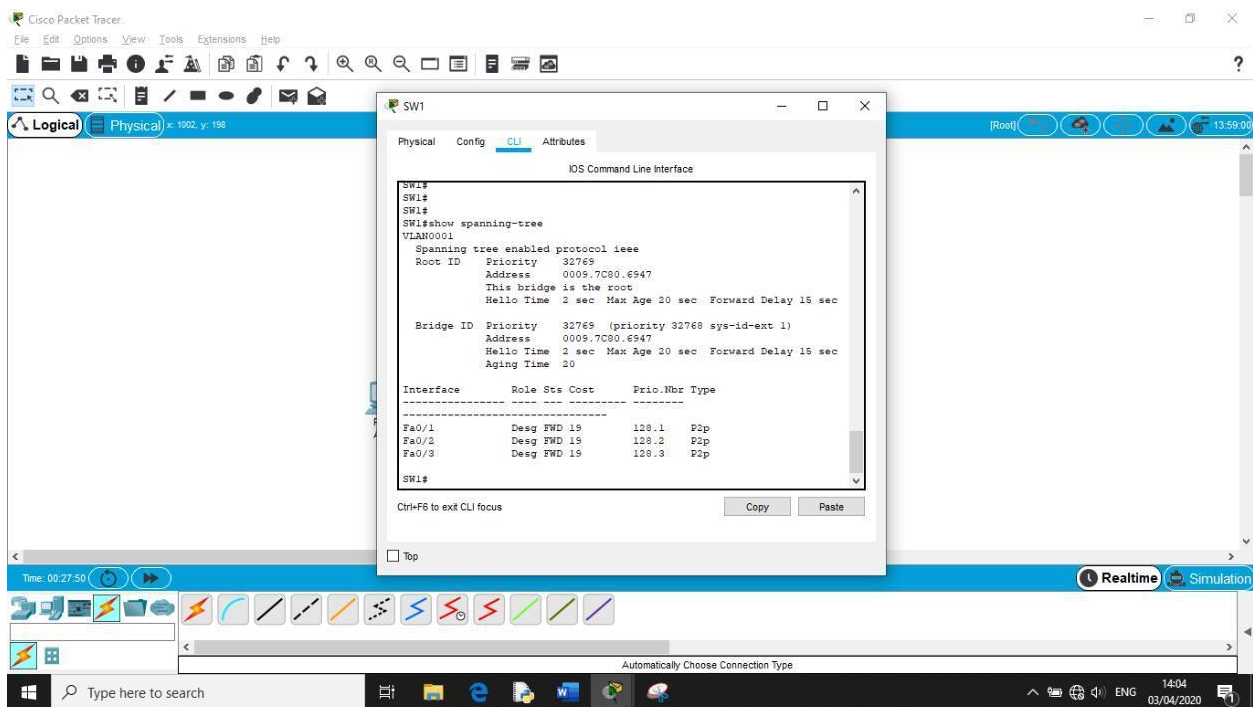 Cisco Packet Tracer
File Edit Options View Tools Extensions Help
?
Logical Physical x: 1002, y: 198
[Root] 13:59:00
SW1
Physical Config CLI Attributes
IOS Command Line Interface
SW1#
SW1#
SW1#
SW1#show spanning-tree
VLAN0001
Spanning tree enabled protocol ieee
Root ID Priority 32769
Address 0009.7C80.6947
This bridge is the root
Hello Time 2 sec Max Age 20 sec Forward Delay 15 sec
Bridge ID Priority 32769 (priority 32768 sys-id-ext 1)
Address 0009.7C80.6947
Hello Time 2 sec Max Age 20 sec Forward Delay 15 sec
Aging Time 20
Interface Role Sts Cost Prio.Nbr Type
---------------- ---- --- --------- --------
--------------------------------
Fa0/1 Desg FWD 19 128.1 P2p
Fa0/2 Desg FWD 19 128.2 P2p
Fa0/3 Desg FWD 19 128.3 P2p
SW1#
Ctrl+F6 to exit CLI focus
Copy Paste
Top
Time: 00:27:50
Realtime Simulation
Automatically Choose Connection Type
Type here to search
ENG
14:04
03/04/2020